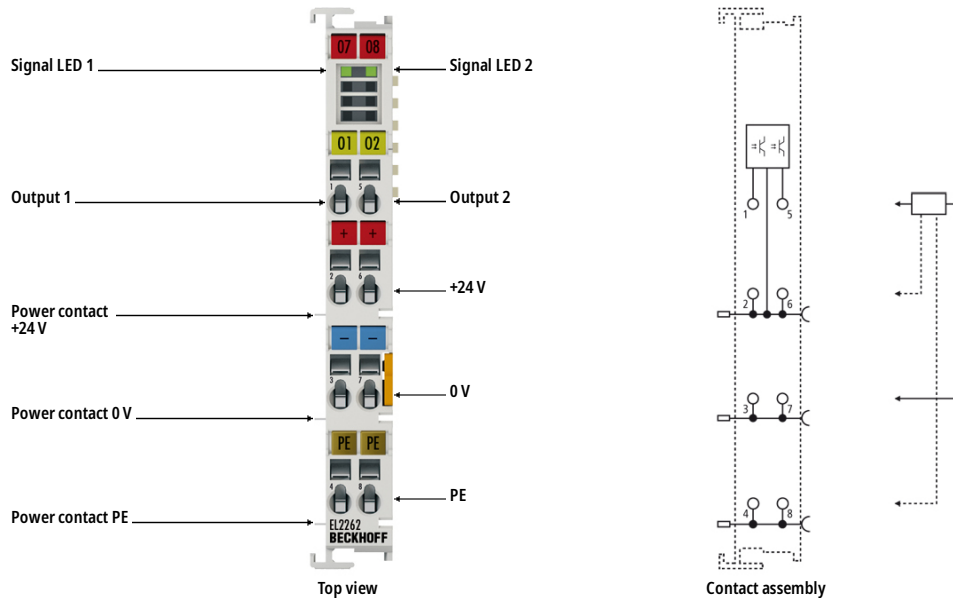 07 08
Signal LED 1
Signal LED 2
01 02
1 5
Output 1
Output 2
1 5
+ +
2 6
+24 V
2 6
Power contact
+24 V
− −
3 7
0 V
3 7
Power contact 0 V
PE PE
4 8
PE
4 8
Power contact PE
EL2262
BECKHOFF
Top view
Contact assembly